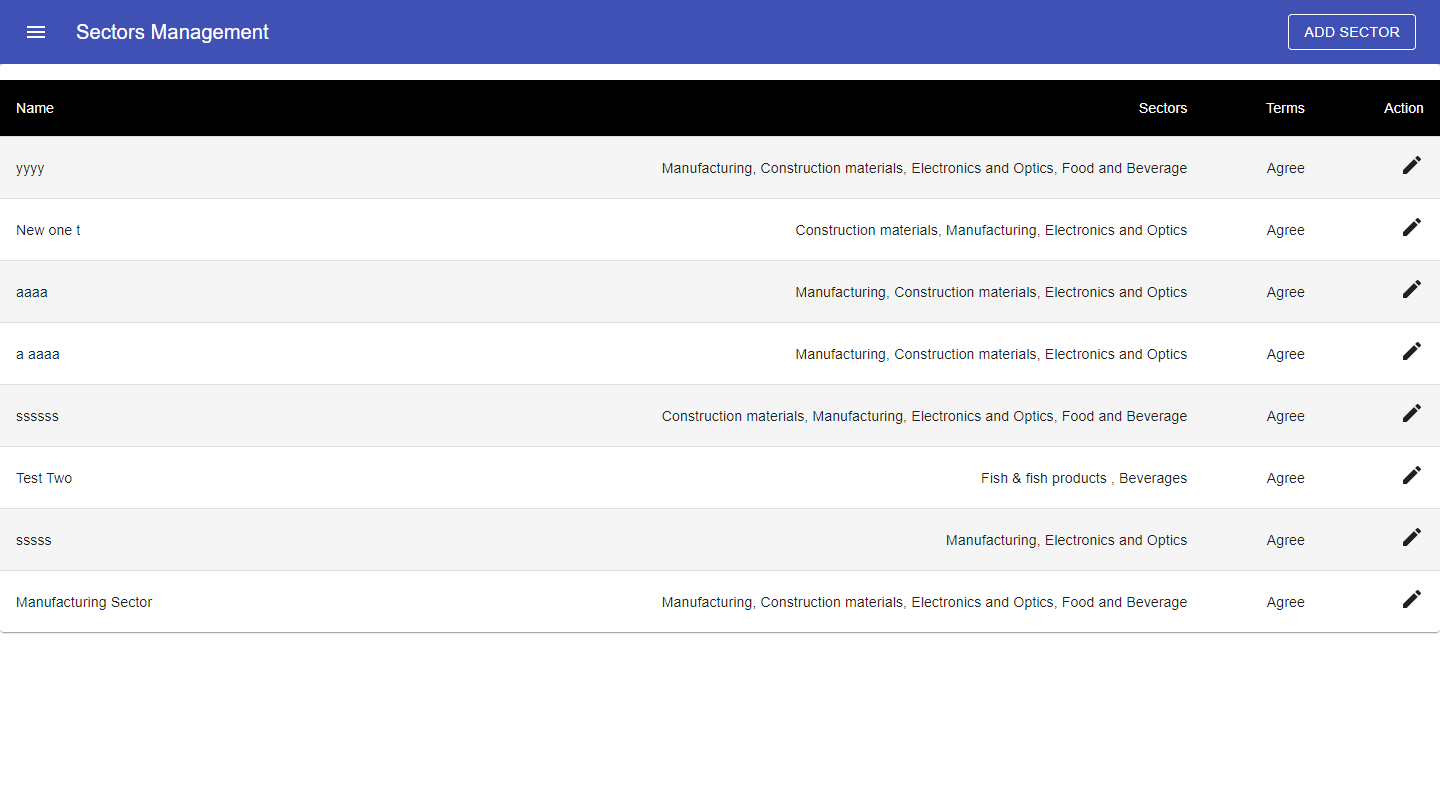 Sectors Management ADD SECTOR
Name Sectors Terms Action
yyyy Manufacturing, Construction materials, Electronics and Optics, Food and Beverage Agree
New one t Construction materials, Manufacturing, Electronics and Optics Agree
aaaa Manufacturing, Construction materials, Electronics and Optics Agree
a aaaa Manufacturing, Construction materials, Electronics and Optics Agree
ssssss Construction materials, Manufacturing, Electronics and Optics, Food and Beverage Agree
Test Two Fish & fish products , Beverages Agree
sssss Manufacturing, Electronics and Optics Agree
Manufacturing Sector Manufacturing, Construction materials, Electronics and Optics, Food and Beverage Agree